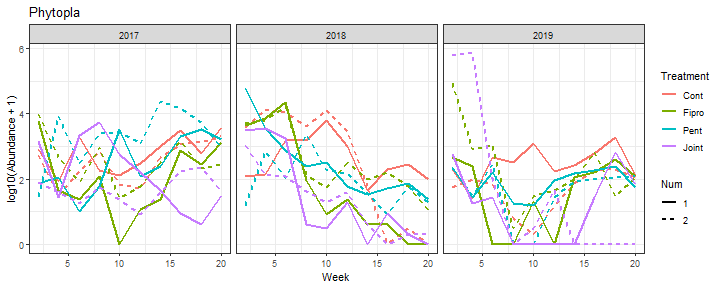 Phytopla
2017
2018
2019
log10(Abundance + 1)
6
4
2
0
5
10
15
20
5
10
15
20
5
10
15
20
Week
Treatment
Cont
Fipro
Pent
Joint
Num
1
2